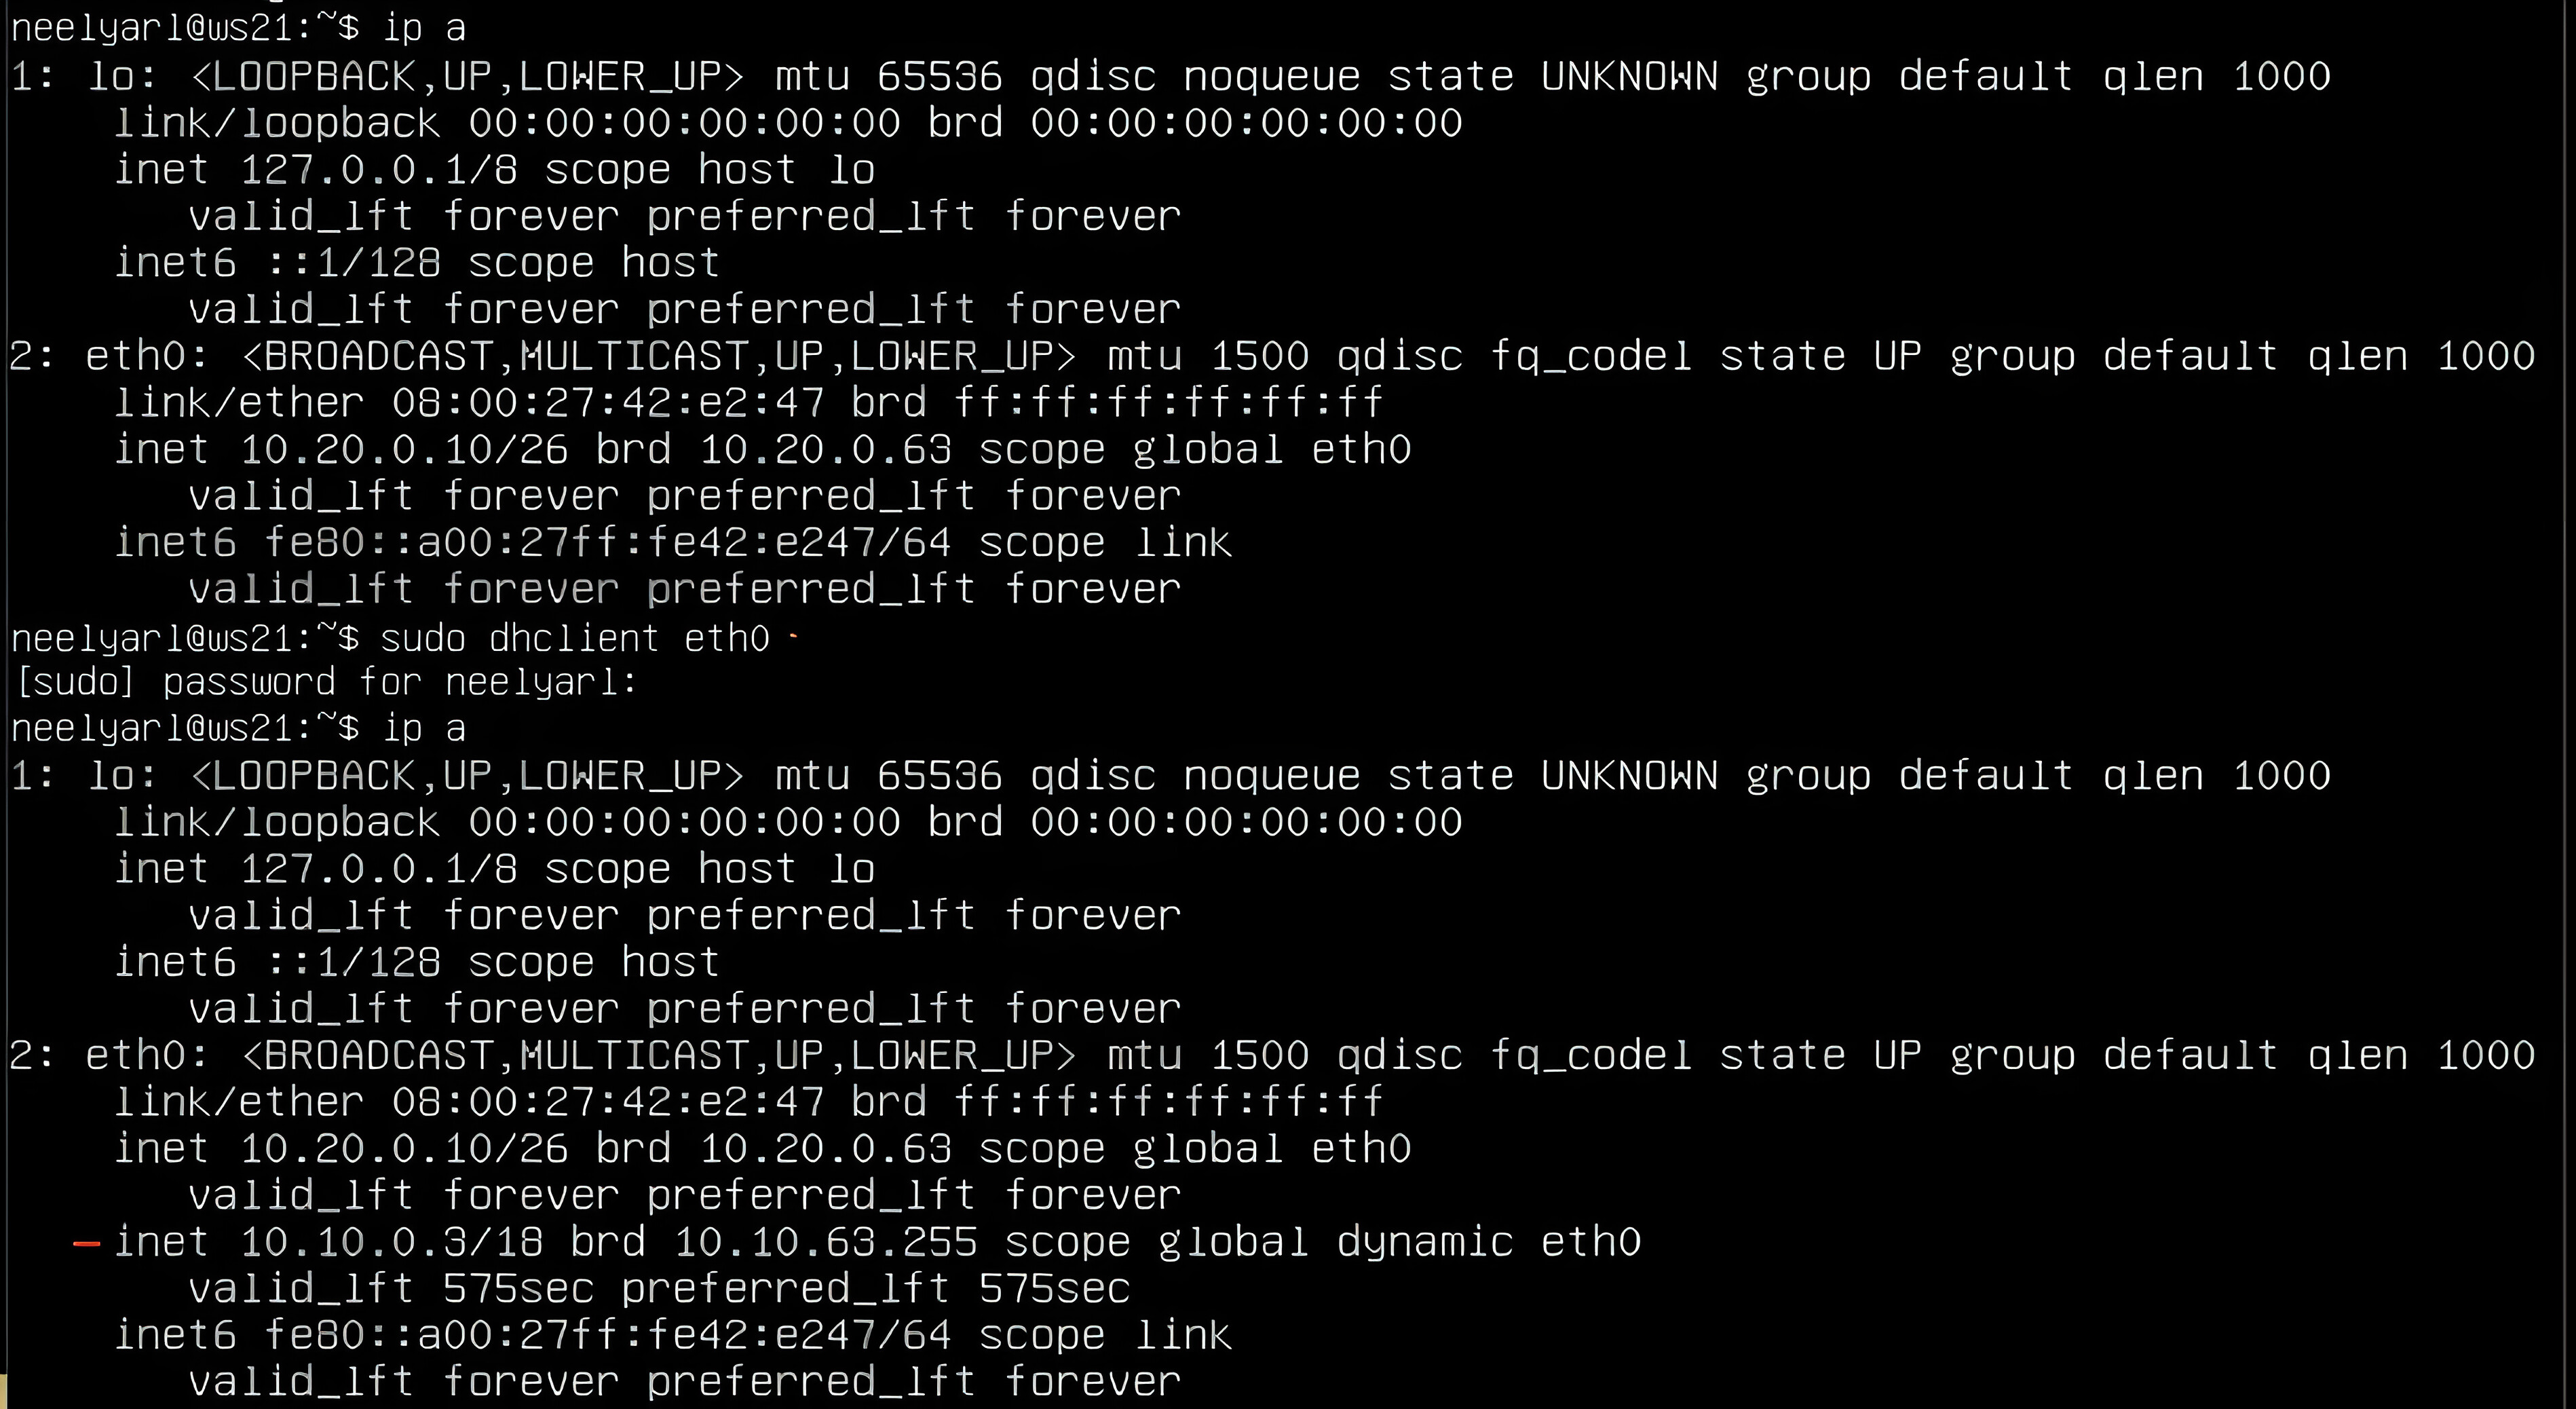 neelyarl@ws21:~$ ip a
1: lo: <LOOPBACK,UP,LOWER_UP> mtu 65536 qdisc noqueue state UNKNOWN group default qlen 1000
link/loopback 00:00:00:00:00:00 brd 00:00:00:00:00:00
inet 127.0.0.1/8 scope host lo
valid_lft forever preferred_lft forever
inet6 ::1/128 scope host
valid_lft forever preferred_lft forever
2: eth0: <BROADCAST,MULTICAST,UP,LOWER_UP> mtu 1500 qdisc fq_codel state UP group default qlen 1000
link/ether 08:00:27:42:e2:47 brd ff:ff:ff:ff:ff:ff
inet 10.20.0.10/26 brd 10.20.0.63 scope global eth0
valid_lft forever preferred_lft forever
inet6 fe80::a00:27ff:fe42:e247/64 scope link
valid_lft forever preferred_lft forever
neelyarl@ws21:~$ sudo dhclient eth0
[sudo] password for neelyarl:
neelyarl@ws21:~$ ip a
1: lo: <LOOPBACK,UP,LOWER_UP> mtu 65536 qdisc noqueue state UNKNOWN group default qlen 1000
link/loopback 00:00:00:00:00:00 brd 00:00:00:00:00:00
inet 127.0.0.1/8 scope host lo
valid_lft forever preferred_lft forever
inet6 ::1/128 scope host
valid_lft forever preferred_lft forever
2: eth0: <BROADCAST,MULTICAST,UP,LOWER_UP> mtu 1500 qdisc fq_codel state UP group default qlen 1000
link/ether 08:00:27:42:e2:47 brd ff:ff:ff:ff:ff:ff
inet 10.20.0.10/26 brd 10.20.0.63 scope global eth0
valid_lft forever preferred_lft forever
inet 10.10.0.3/18 brd 10.10.63.255 scope global dynamic eth0
valid_lft 575sec preferred_lft 575sec
inet6 fe80::a00:27ff:fe42:e247/64 scope link
valid_lft forever preferred_lft forever